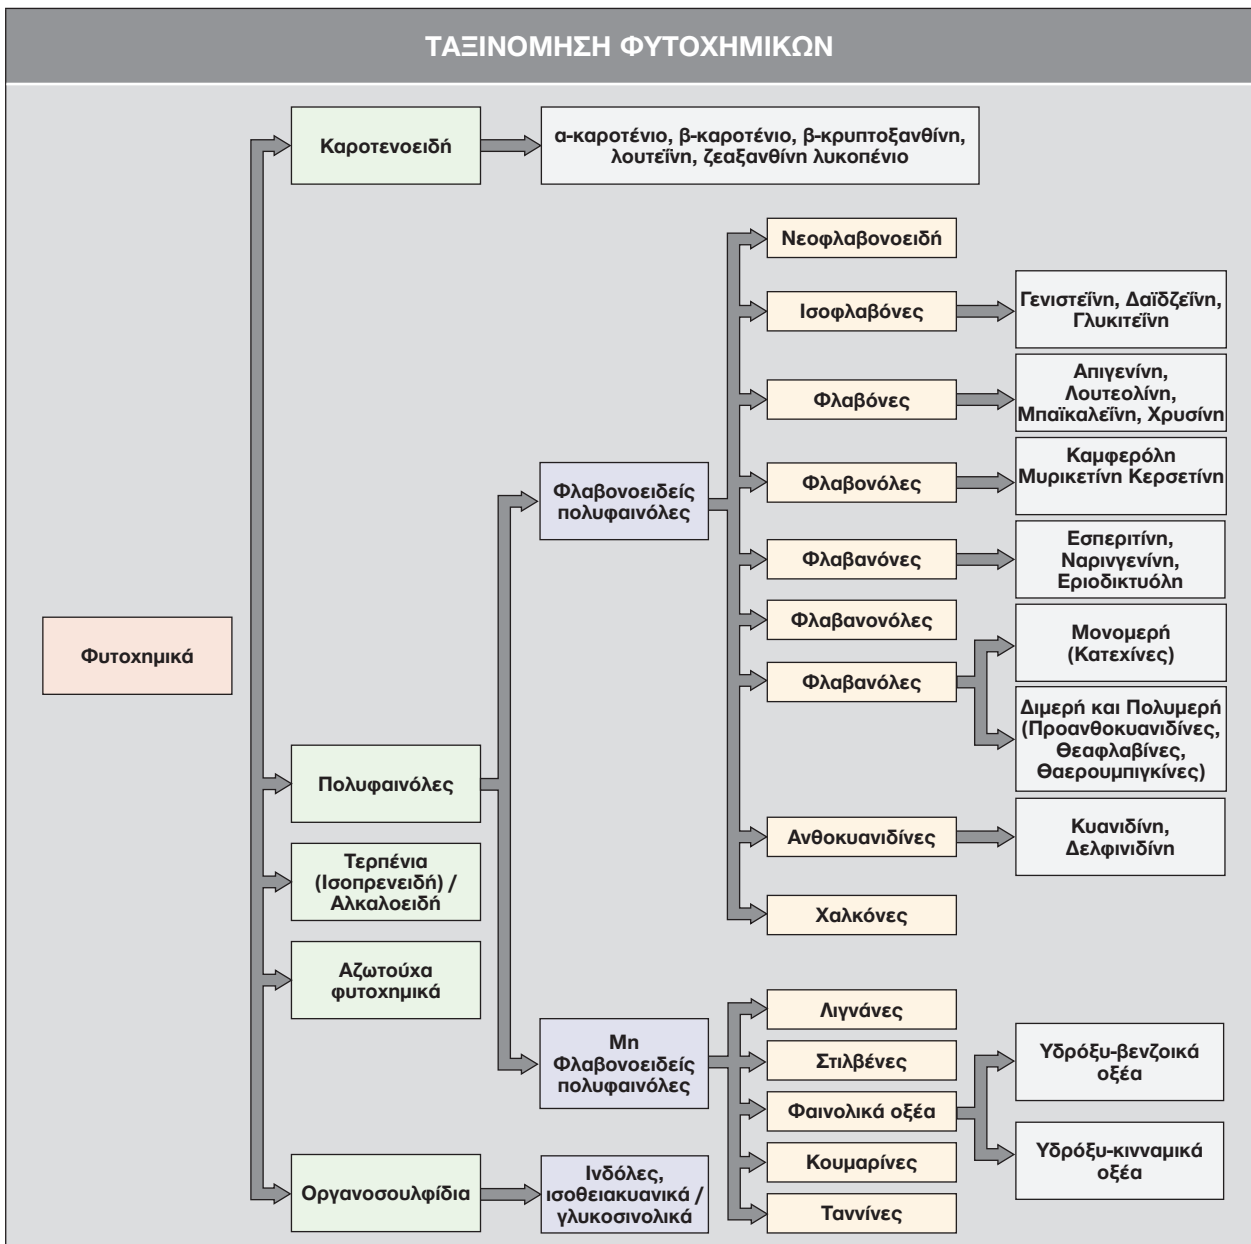 ΤΑΞΙΝΟΜΗΣΗ ΦΥΤΟΧΗΜΙΚΩΝ
Φυτοχημικά
Καροτενοειδή
α-καροτένιο, β-καροτένιο, β-κρυπτοξανθίνη,
λουτεΐνη, ζεαξανθίνη λυκοπένιο
Πολυφαινόλες
Φλαβονοειδείς
πολυφαινόλες
Νεοφλαβονοειδή
Ισοφλαβόνες
Γενιστεΐνη, Δαϊδζεΐνη,
Γλυκιτεΐνη
Φλαβόνες
Απιγενίνη,
Λουτεολίνη,
Μπαϊκαλεΐνη, Χρυσίνη
Φλαβονόλες
Καμφερόλη
Μυρικετίνη Κερσετίνη
Φλαβανόνες
Εσπεριτίνη,
Ναρινγενίνη,
Εριοδικτυόλη
Φλαβανονόλες
Φλαβανόλες
Μονομερή
(Κατεχίνες)
Διμερή και Πολυμερή
(Προανθοκυανιδίνες,
Θεαφλαβίνες,
Θαερουμπιγκίνες)
Ανθοκυανιδίνες
Κυανιδίνη,
Δελφινιδίνη
Χαλκόνες
Μη
Φλαβονοειδείς
πολυφαινόλες
Λιγνάνες
Στιλβένες
Φαινολικά οξέα
Υδρόξυ-βενζοικά
οξέα
Υδρόξυ-κινναμικά
οξέα
Κουμαρίνες
Ταννίνες
Τερπένια
(Ισοπρενειδή) /
Αλκαλοειδή
Αζωτούχα
φυτοχημικά
Οργανοσουλφίδια
Ινδόλες,
ισοθειακυανικά /
γλυκοσινολικά